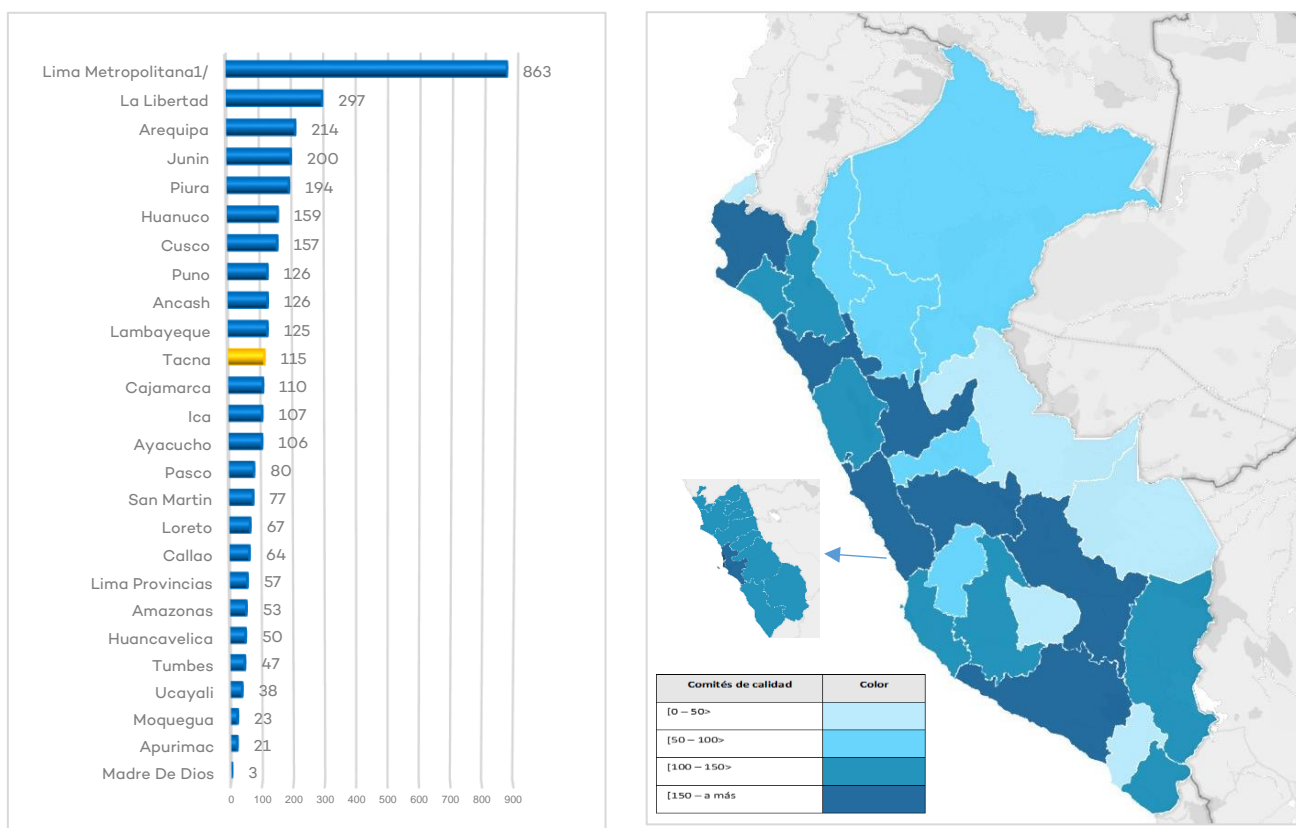 Lima Metropolitana1/ 863
La Libertad 297
Arequipa 214
Junin 200
Piura 194
Huanuco 159
Cusco 157
Puno 126
Ancash 126
Lambayeque 125
Tacna 115
Cajamarca 110
Ica 107
Ayacucho 106
Pasco 80
San Martin 77
Loreto 67
Callao 64
Lima Provincias 57
Amazonas 53
Huancavelica 50
Tumbes 47
Ucayali 38
Moquegua 23
Apurimac 21
Madre De Dios 3
0 100 200 300 400 500 600 700 800 900
Comités de calidad Color
[0 – 50>
[50 – 100>
[100 – 150>
[150 – a más